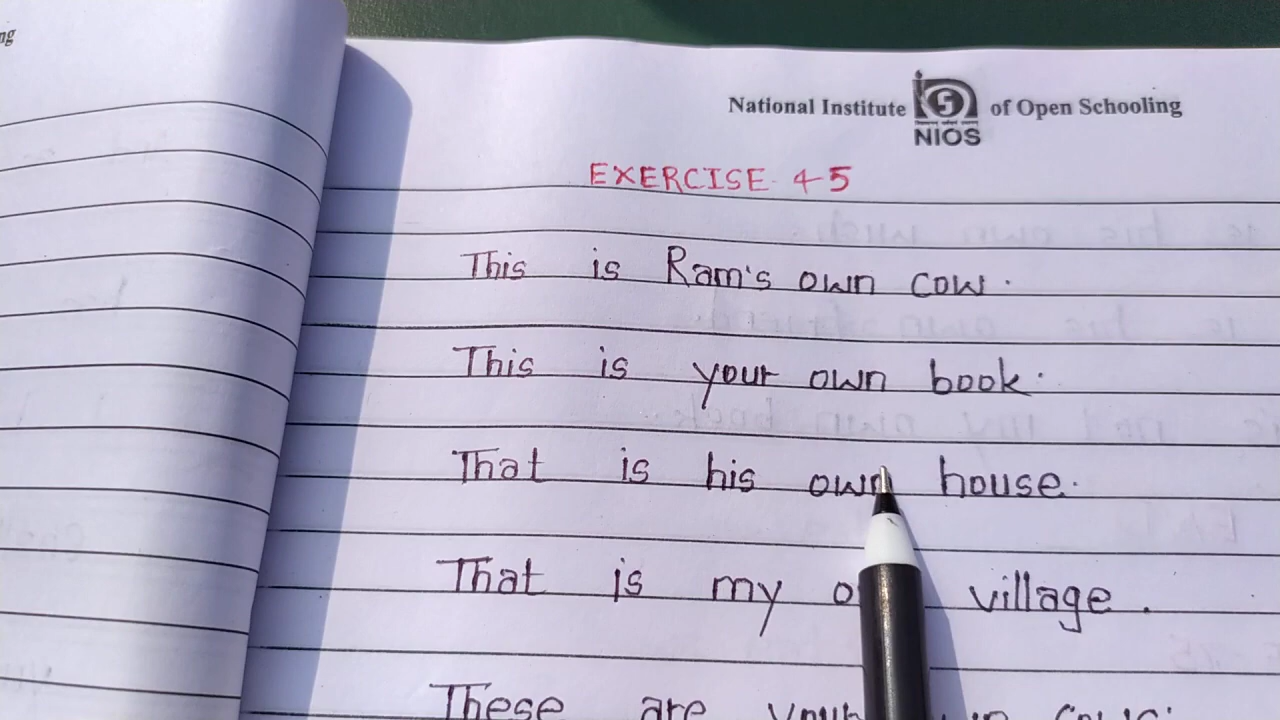 ng
National Institute NIOS of Open Schooling
EXERCISE 45
This is Ram's own cow.
This is your own book.
That is his own house.
That is my village.
These are